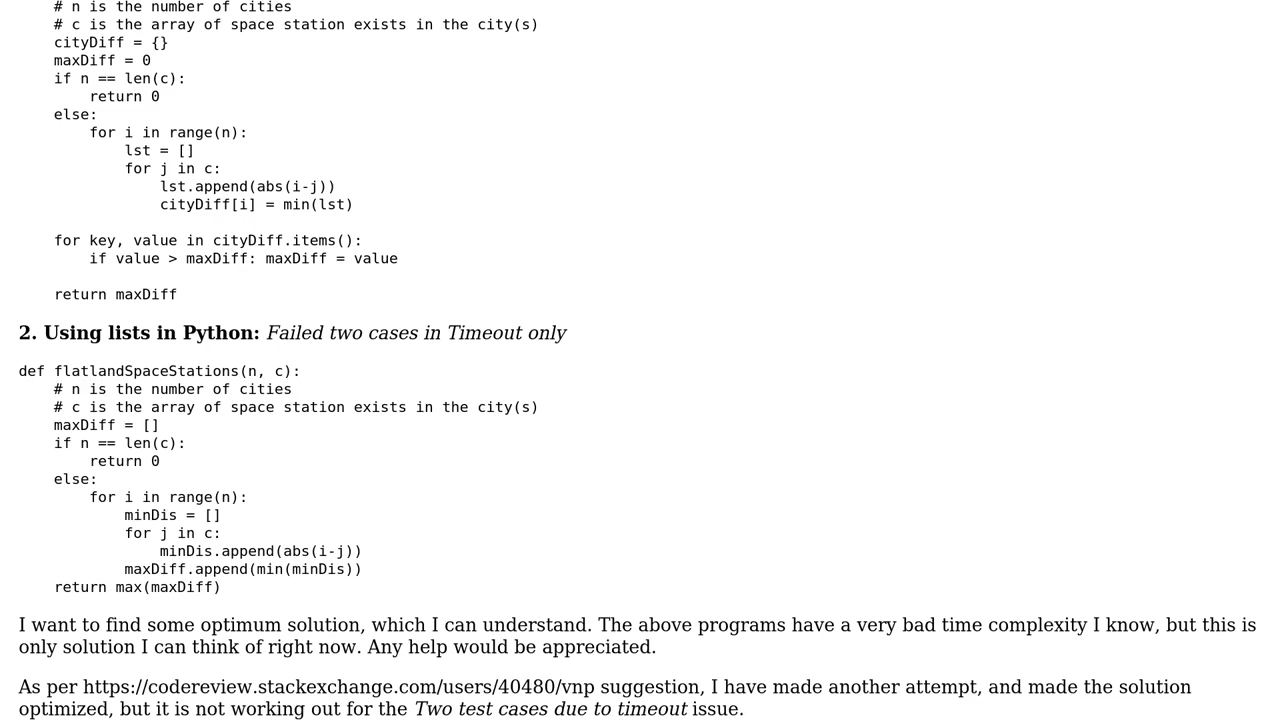 # n is the number of cities
    # c is the array of space station exists in the city(s)
    cityDiff = {}
    maxDiff = 0
    if n == len(c):
        return 0
    else:
        for i in range(n):
            lst = []
            for j in c:
                lst.append(abs(i-j))
                cityDiff[i] = min(lst)

    for key, value in cityDiff.items():
        if value > maxDiff: maxDiff = value

    return maxDiff
2. Using lists in Python: Failed two cases in Timeout only
def flatlandSpaceStations(n, c):
    # n is the number of cities
    # c is the array of space station exists in the city(s)
    maxDiff = []
    if n == len(c):
        return 0
    else:
        for i in range(n):
            minDis = []
            for j in c:
                minDis.append(abs(i-j))
            maxDiff.append(min(minDis))
    return max(maxDiff)
I want to find some optimum solution, which I can understand. The above programs have a very bad time complexity I know, but this is
only solution I can think of right now. Any help would be appreciated.
As per https://codereview.stackexchange.com/users/40480/vnp suggestion, I have made another attempt, and made the solution
optimized, but it is not working out for the Two test cases due to timeout issue.